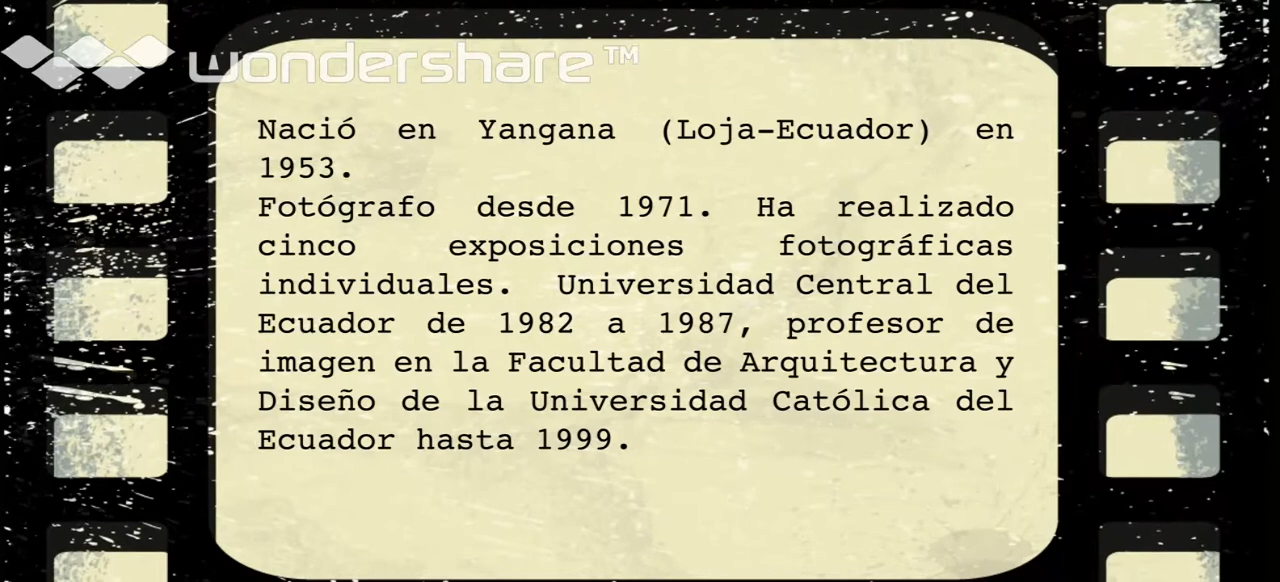 wondershare™
Nació en Yangana (Loja-Ecuador) en
1953.
Fotógrafo desde 1971. Ha realizado
cinco exposiciones fotográficas
individuales. Universidad Central del
Ecuador de 1982 a 1987, profesor de
imagen en la Facultad de Arquitectura y
Diseño de la Universidad Católica del
Ecuador hasta 1999.